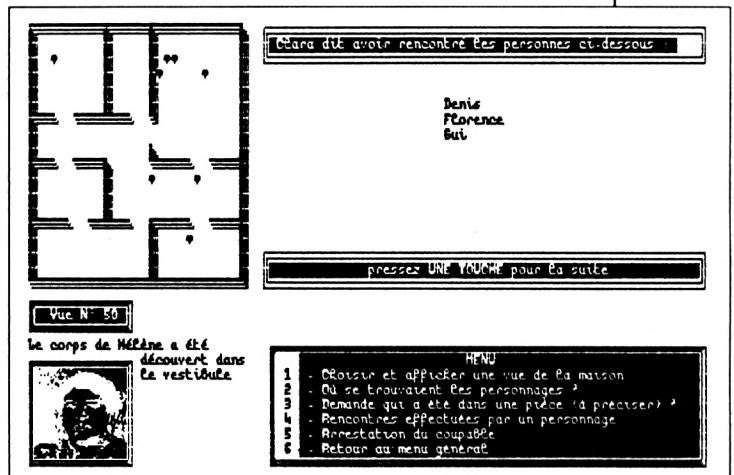 Clara dit avoir rencontré les personnes ci-dessous :
Denis
Florence
Gui
pressez UNE TOUCHE pour la suite
Vue N° 50
Le corps de Hélène a été
découvert dans
le vestibule
MENU
1 - Choisir et afficher une vue de la maison
2 - Où se trouvaient les personnages ?
3 - Demande qui a été dans une pièce (à préciser) ?
4 - Rencontres effectuées par un personnage
5 - Arrestation du coupable
6 - Retour au menu général